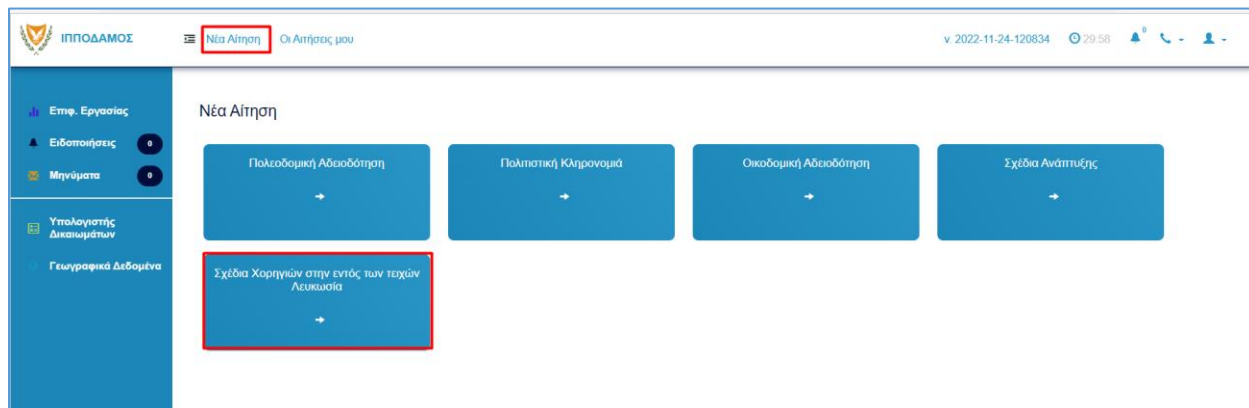 ΙΠΠΟΔΑΜΟΣ
Νέα Αίτηση Οι Αιτήσεις μου
v. 2022-11-24-120834 29:58 0
Επιφ. Εργασίας
Ειδοποιήσεις 0
Μηνύματα 0
Υπολογιστής
Δικαιωμάτων
Γεωγραφικά Δεδομένα
Νέα Αίτηση
Πολεοδομική Αδειοδότηση
Πολιτιστική Κληρονομιά
Οικοδομική Αδειοδότηση
Σχέδια Ανάπτυξης
Σχέδια Χορηγιών στην εντός των τειχών
Λευκωσία